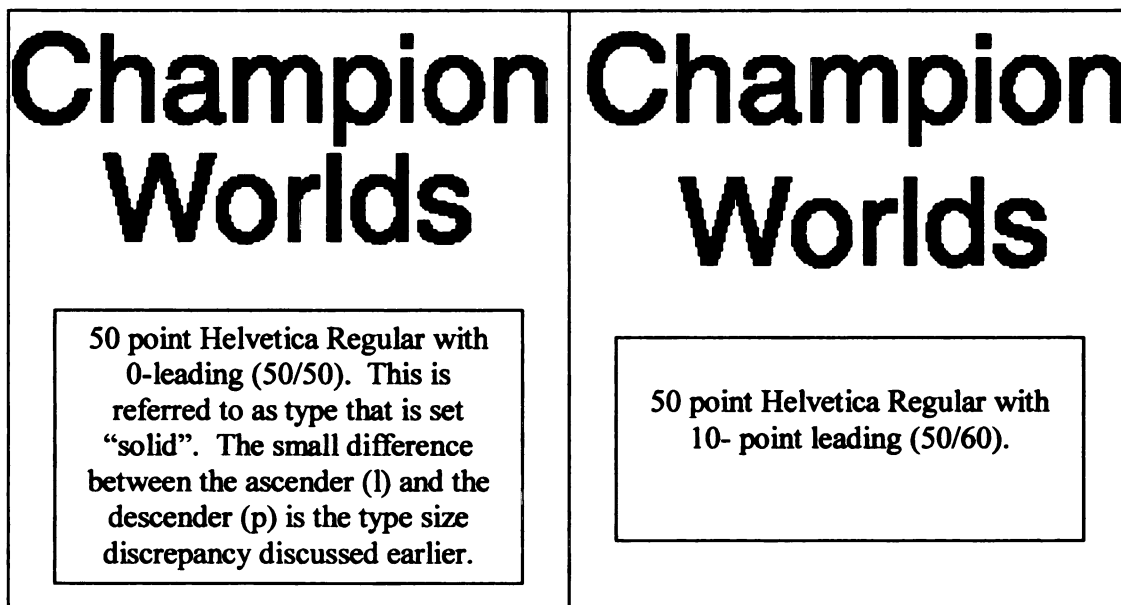 Champion
Worlds
50 point Helvetica Regular with
0-leading (50/50).  This is
referred to as type that is set
“solid”.  The small difference
between the ascender (l) and the
descender (p) is the type size
discrepancy discussed earlier.
Champion
Worlds
50 point Helvetica Regular with
10- point leading (50/60).